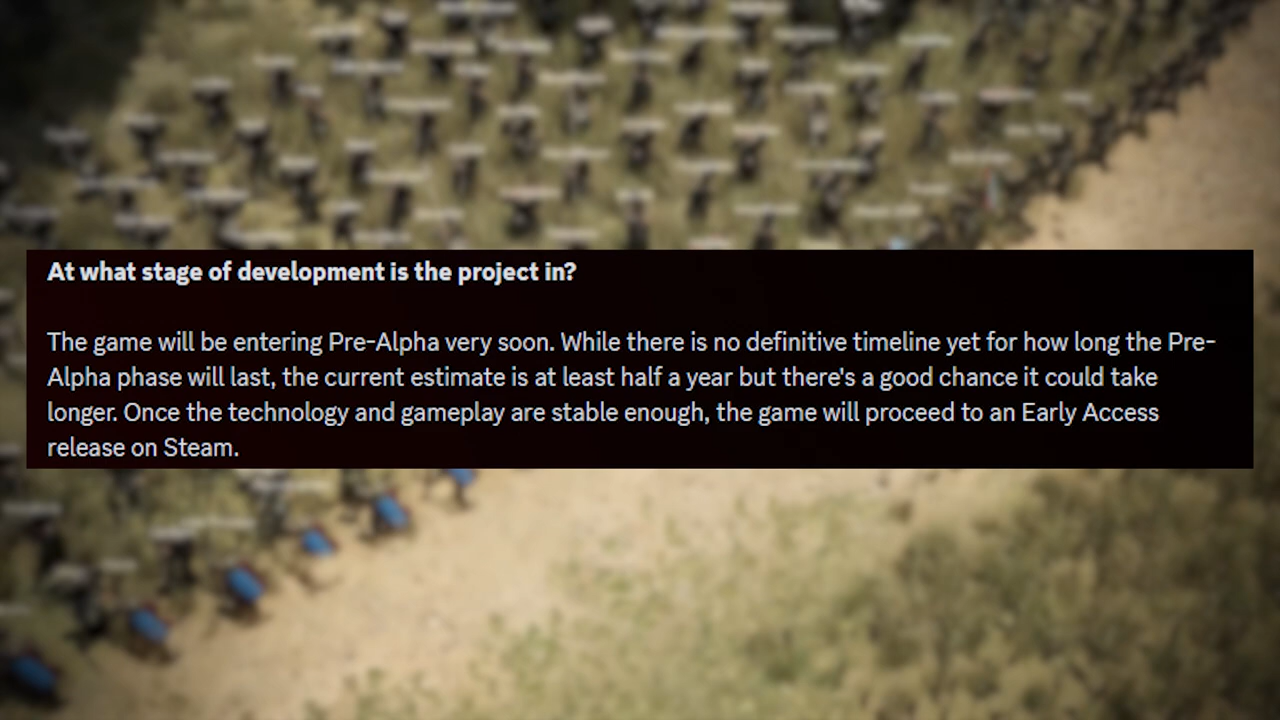 At what stage of development is the project in?
The game will be entering Pre-Alpha very soon. While there is no definitive timeline yet for how long the Pre-
Alpha phase will last, the current estimate is at least half a year but there's a good chance it could take
longer. Once the technology and gameplay are stable enough, the game will proceed to an Early Access
release on Steam.